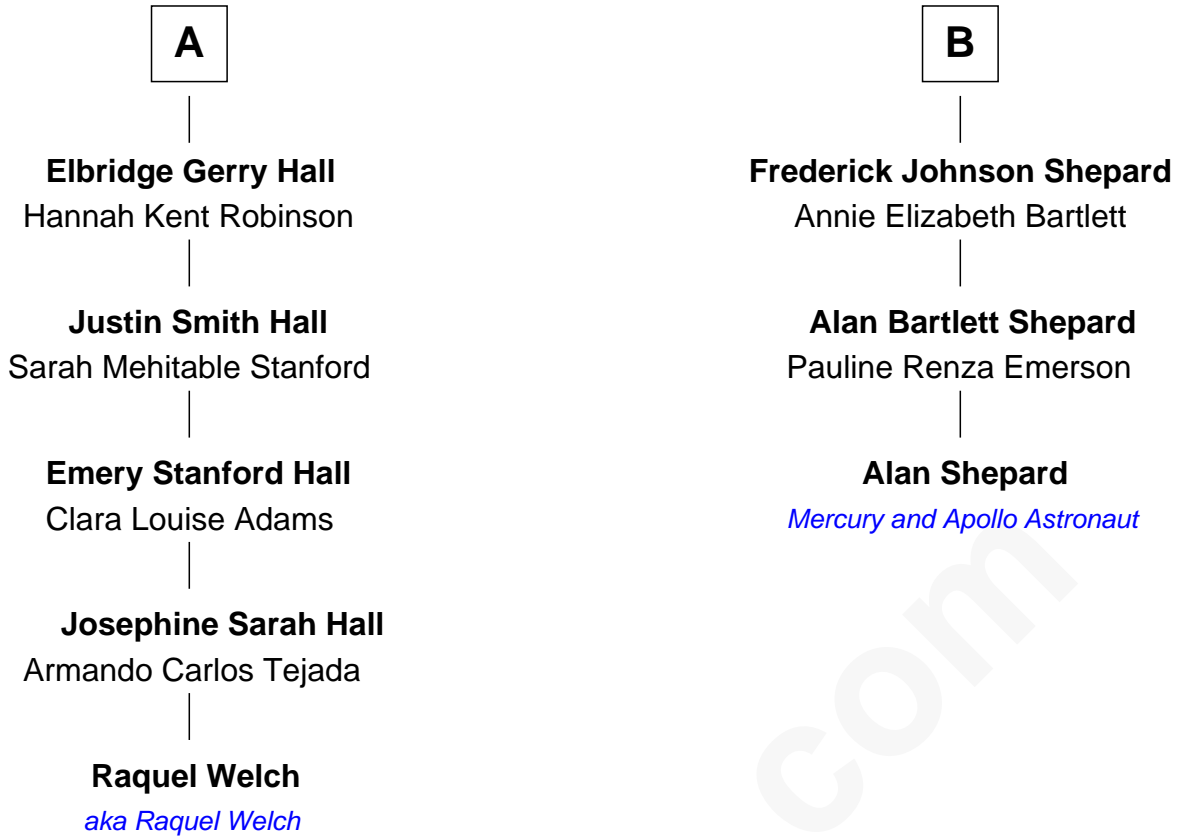 A
Elbridge Gerry Hall
Hannah Kent Robinson
Justin Smith Hall
Sarah Mehitable Stanford
Emery Stanford Hall
Clara Louise Adams
Josephine Sarah Hall
Armando Carlos Tejada
Raquel Welch
aka Raquel Welch
B
Frederick Johnson Shepard
Annie Elizabeth Bartlett
Alan Bartlett Shepard
Pauline Renza Emerson
Alan Shepard
Mercury and Apollo Astronaut
com